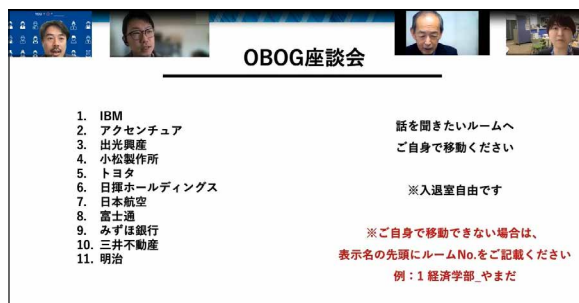 OBOG座談会
1. IBM
2. アクセンチュア
3. 出光興産
4. 小松製作所
5. トヨタ
6. 日揮ホールディングス
7. 日本航空
8. 富士通
9. みずほ銀行
10. 三井不動産
11. 明治
話を聞きたいルームへ
ご自身で移動ください
※入退室自由です
※ご自身で移動できない場合は、
表示名の先頭にルームNo.をご記載ください
例：1 経済学部_やまだ